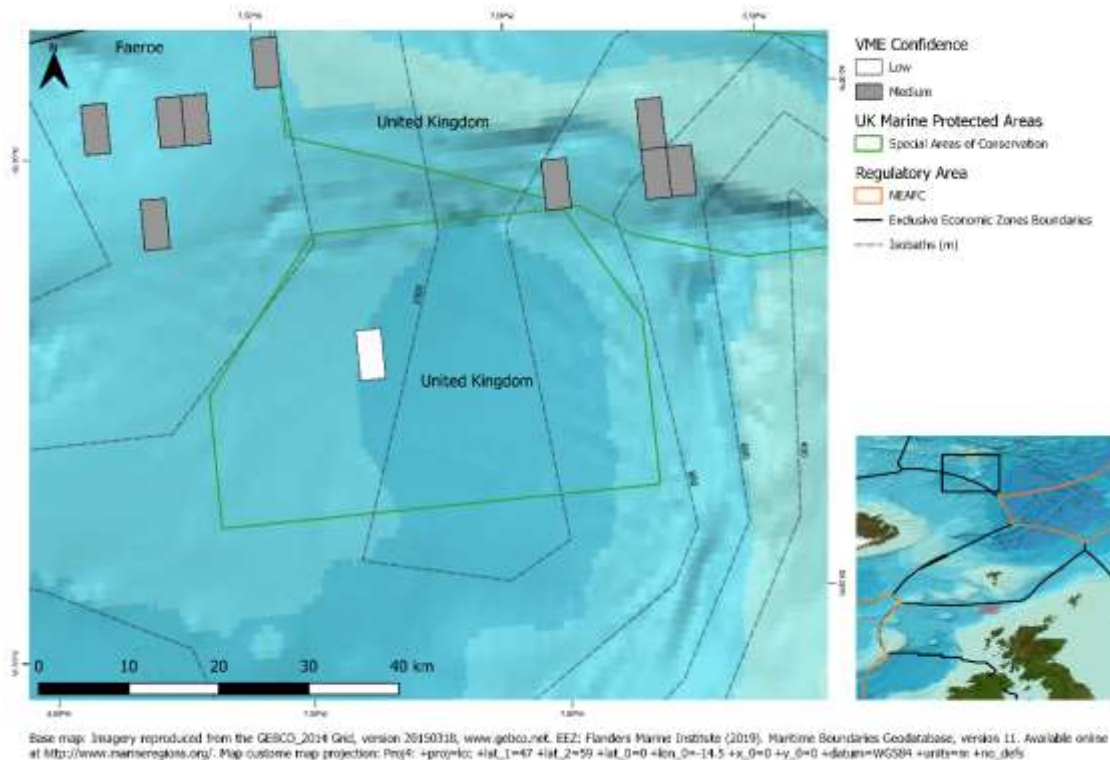 Faeroe
N
United Kingdom
United Kingdom
0 10 20 30 40 km
VME Confidence
Low
Medium
UK Marine Protected Areas
Special Areas of Conservation
Regulatory Area
NEAFC
Exclusive Economic Zones Boundaries
Isobaths (m)
Base map: Imagery reproduced from the GEBCO_2014 Grid, version 20150318, www.gebco.net. EEZ: Flanders Marine Institute (2019). Maritime Boundaries Geodatabase, version 11. Available online
at http://www.marineregions.org/. Map custome map projection: Proj4: +proj=lcc +lat_1=47 +lat_2=59 +lat_0=0 +lon_0=-14.5 +x_0=0 +y_0=0 +datum=WGS84 +units=m +no_defs